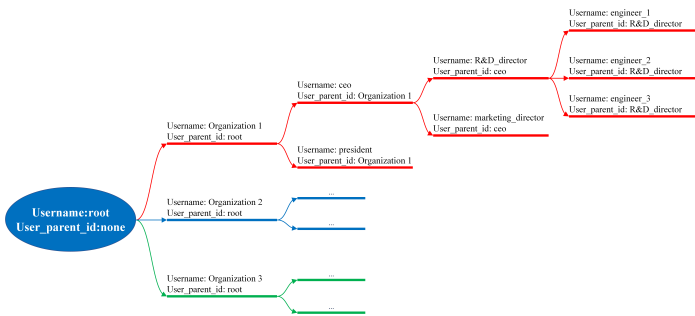 Username:root
User_parent_id:none
Username: Organization 1
User_parent_id: root
Username: ceo
User_parent_id: Organization 1
Username: R&D_director
User_parent_id: ceo
Username: engineer_1
User_parent_id: R&D_director
Username: engineer_2
User_parent_id: R&D_director
Username: engineer_3
User_parent_id: R&D_director
Username: marketing_director
User_parent_id: ceo
Username: president
User_parent_id: Organization 1
Username: Organization 2
User_parent_id: root
...
...
Username: Organization 3
User_parent_id: root
...
...